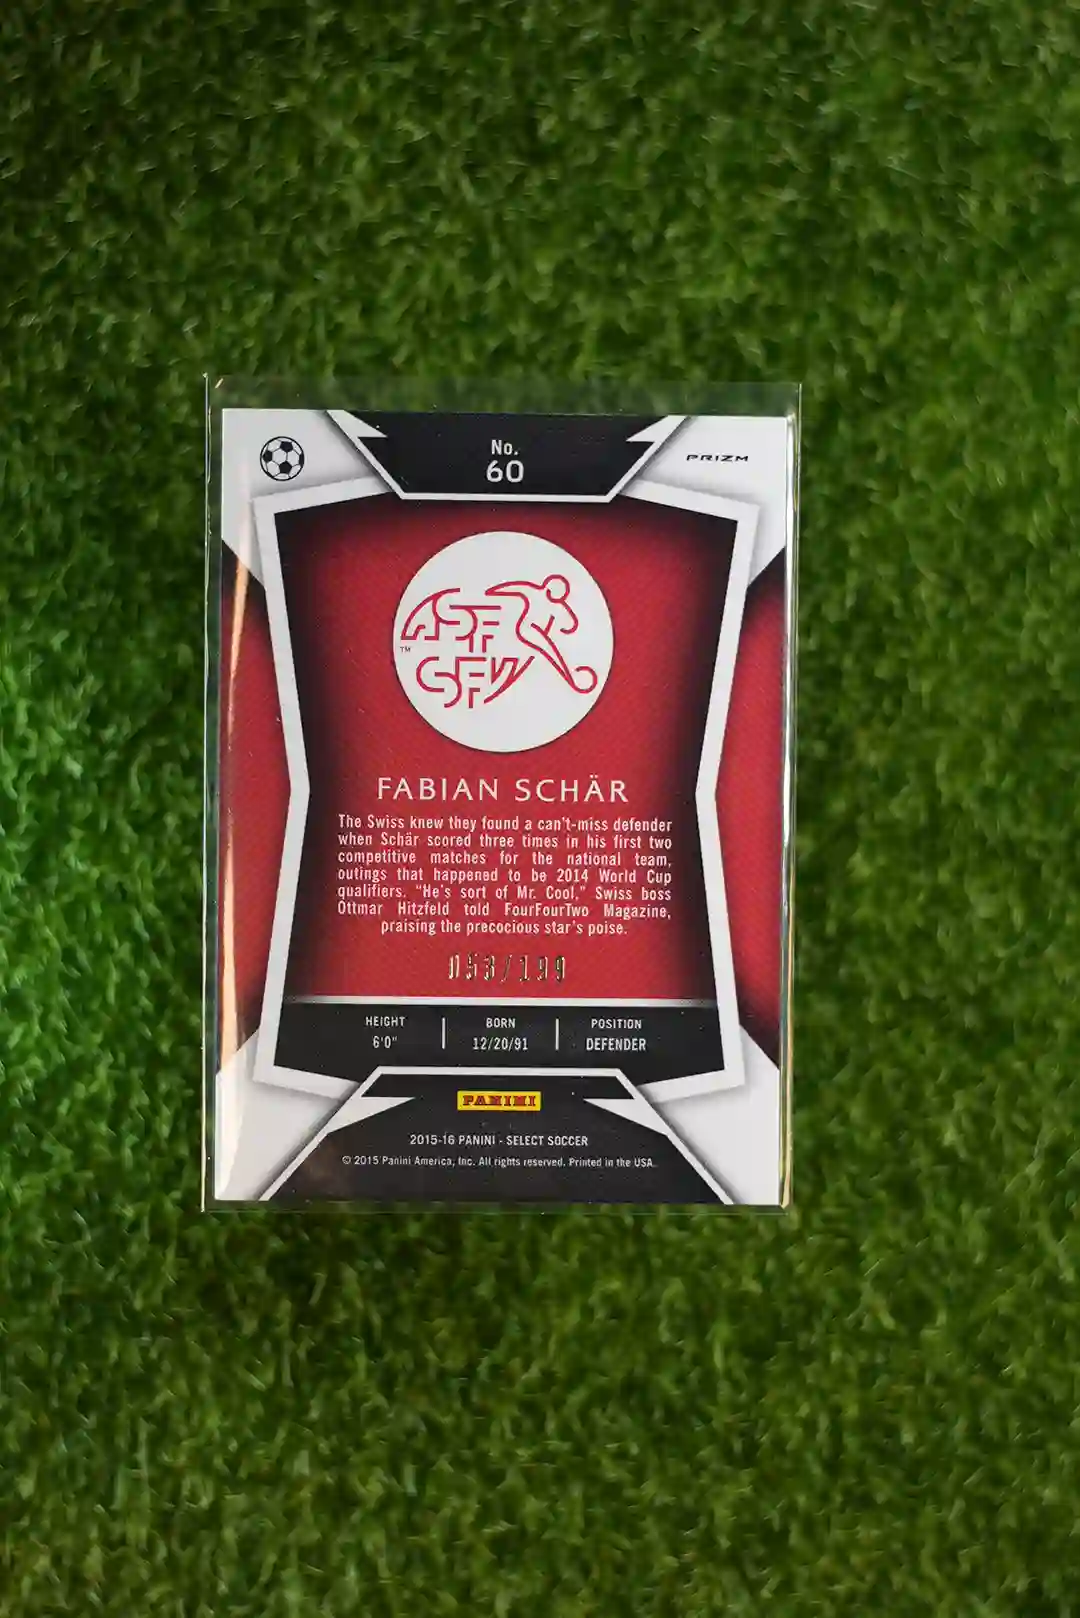 No.
60
PRIZM
ASF
SFV
TM
FABIAN SCHÄR
The Swiss knew they found a can't-miss defender
when Schär scored three times in his first two
competitive matches for the national team,
outings that happened to be 2014 World Cup
qualifiers. "He's sort of Mr. Cool," Swiss boss
Ottmar Hitzfeld told FourFourTwo Magazine,
praising the precocious star's poise.
053/199
HEIGHT BORN POSITION
6'0" 12/20/91 DEFENDER
PANINI
2015-16 PANINI - SELECT SOCCER
© 2015 Panini America, Inc. All rights reserved. Printed in the USA.